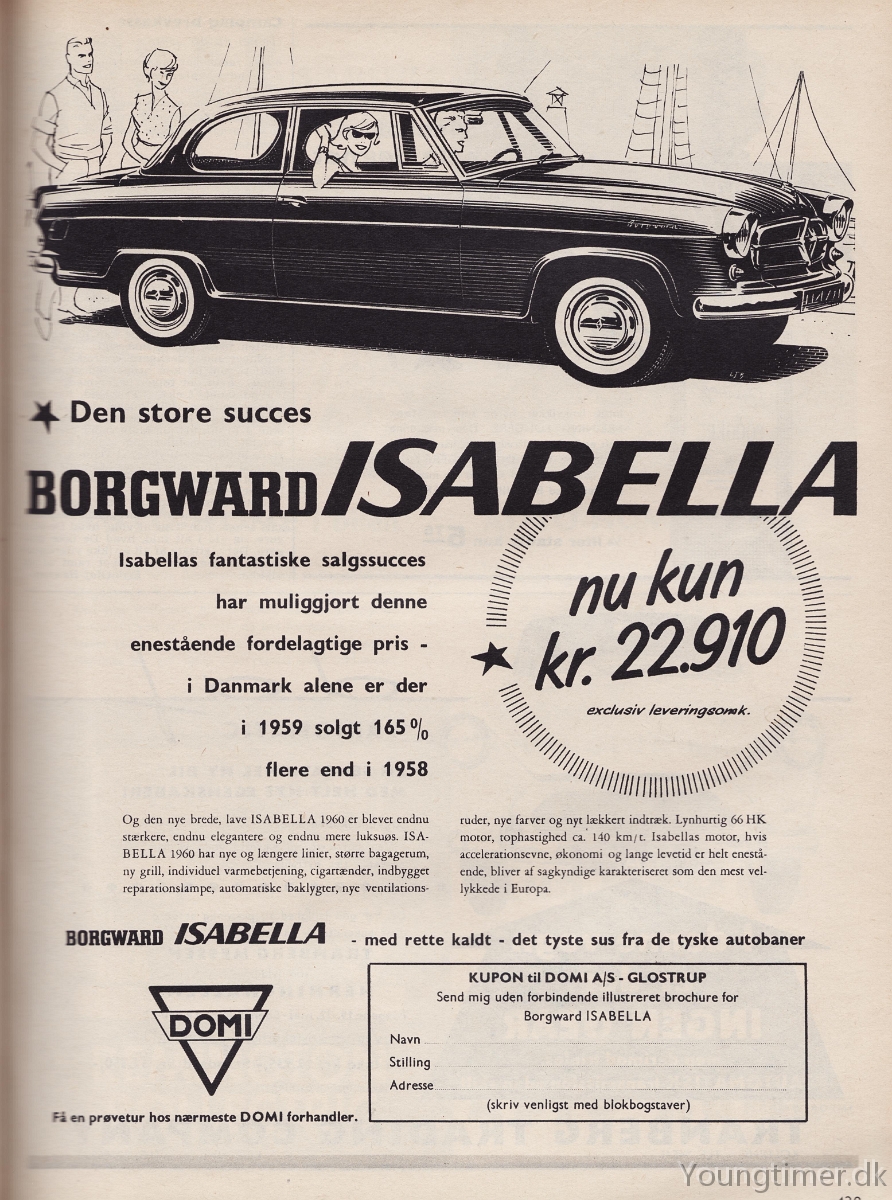 Borgward
★ Den store succes
BORGWARD ISABELLA
Isabellas fantastiske salgssucces
har muliggjort denne
enestående fordelagtige pris -
i Danmark alene er der
i 1959 solgt 165%
flere end i 1958
nu kun
★ kr. 22.910
exclusiv leveringsomk.
Og den nye brede, lave ISABELLA 1960 er blevet endnu
stærkere, endnu elegantere og endnu mere luksuøs. ISA-
BELLA 1960 har nye og længere linier, større bagagerum,
ny grill, individuel varmebetjening, cigartænder, indbygget
reparationslampe, automatiske baklygter, nye ventilations-
ruder, nye farver og nyt lækkert indtræk. Lynhurtig 66 HK
motor, tophastighed ca. 140 km/t. Isabellas motor, hvis
accelerationsevne, økonomi og lange levetid er helt enestå-
ende, bliver af sagkyndige karakteriseret som den mest vel-
lykkede i Europa.
BORGWARD ISABELLA - med rette kaldt - det tyste sus fra de tyske autobaner
DOMI
Få en prøvetur hos nærmeste DOMI forhandler.
KUPON til DOMI A/S - GLOSTRUP
Send mig uden forbindende illustreret brochure for
Borgward ISABELLA
Navn
Stilling
Adresse
(skriv venligst med blokbogstaver)
Youngtimer.dk